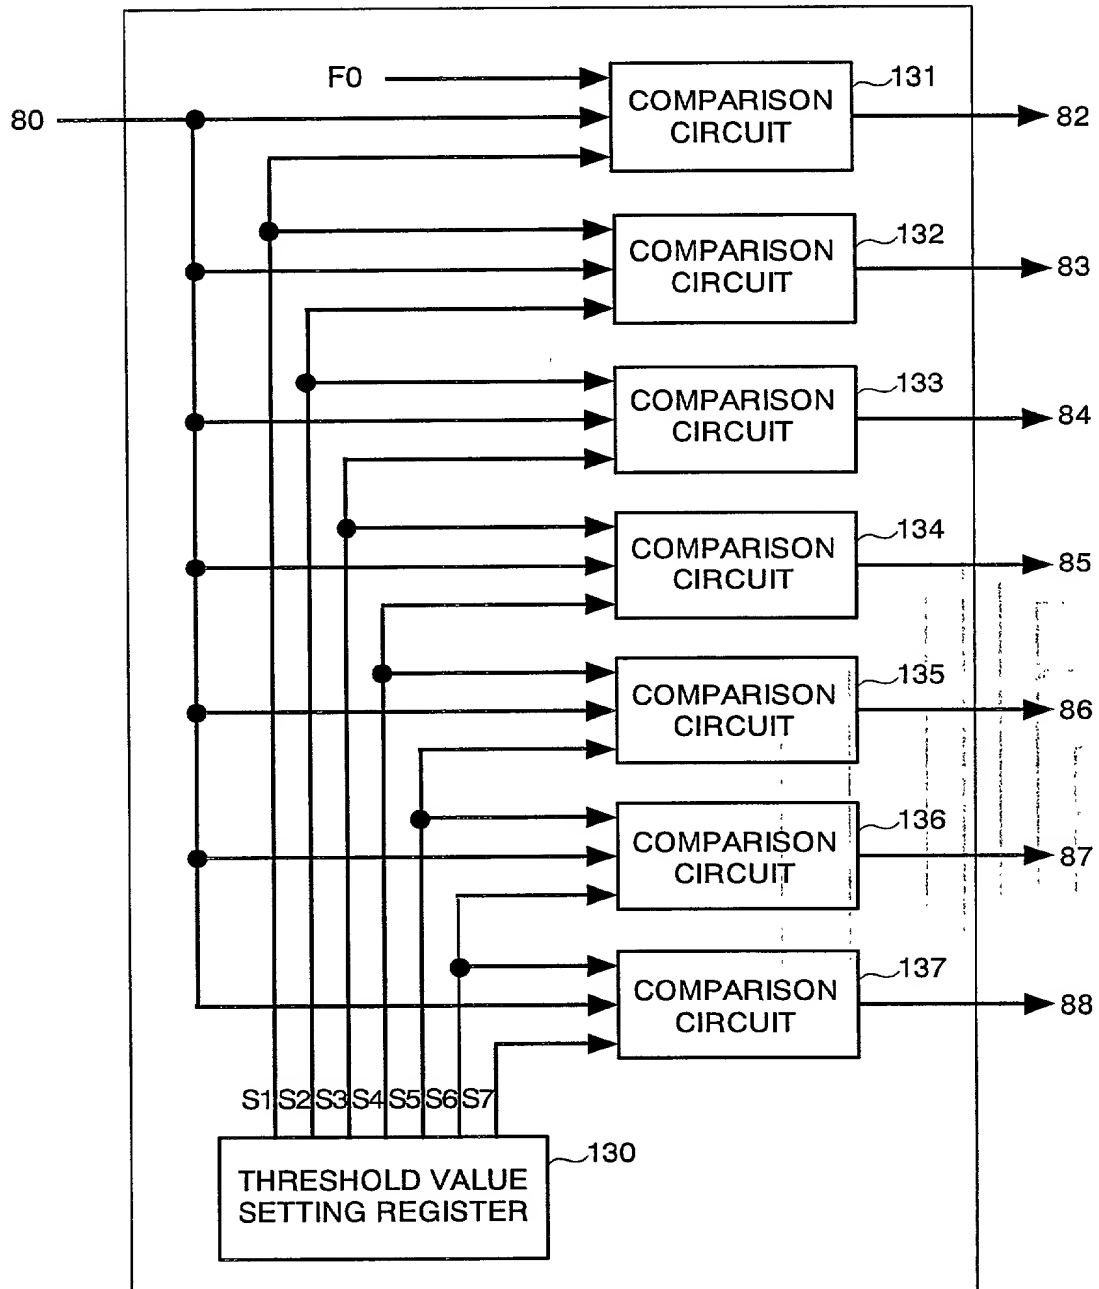 F0
COMPARISON
CIRCUIT
131
80
82
COMPARISON
CIRCUIT
132
83
COMPARISON
CIRCUIT
133
84
COMPARISON
CIRCUIT
134
85
COMPARISON
CIRCUIT
135
86
COMPARISON
CIRCUIT
136
87
COMPARISON
CIRCUIT
137
88
S1 S2 S3 S4 S5 S6 S7
THRESHOLD VALUE
SETTING REGISTER
130